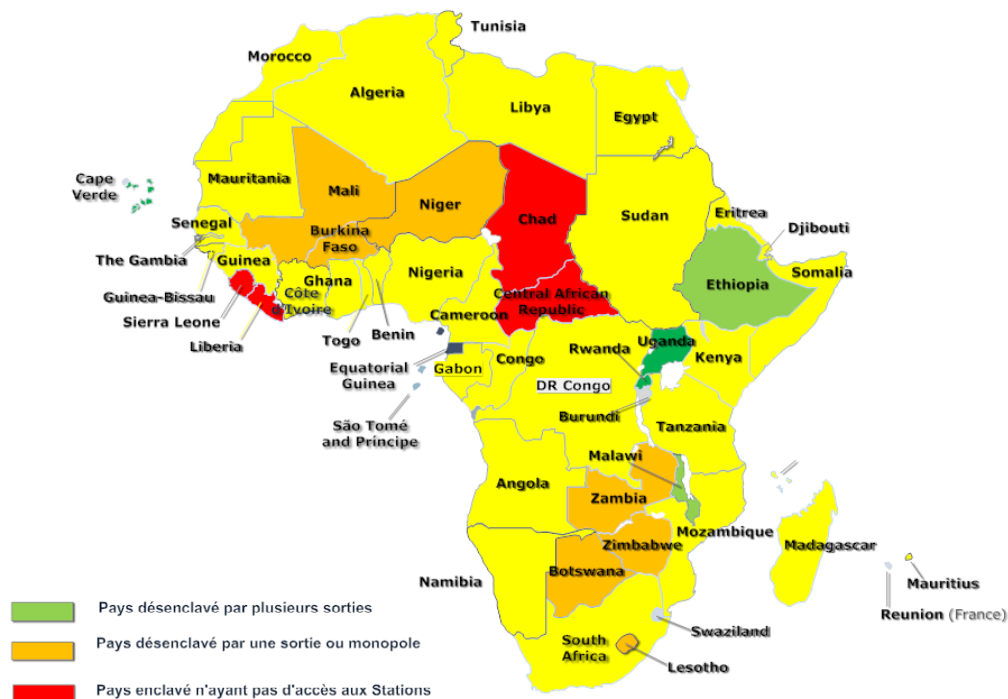 Tunisia
Morocco
Algeria
Libya
Egypt
Cape
Verde
Mauritania
Mali
Niger
Chad
Sudan
Eritrea
Djibouti
Senegal
The Gambia
Burkina
Faso
Guinea
Ghana
Nigeria
Ethiopia
Somalia
Guinea-Bissau
Côte
d'Ivoire
Central African
Republic
Sierra Leone
Cameroon
Liberia
Togo
Benin
Uganda
Kenya
Rwanda
Congo
Equatorial
Guinea
Gabon
DR Congo
Burundi
São Tomé
and Príncipe
Tanzania
Malawi
Angola
Zambia
Mozambique
Zimbabwe
Madagascar
Botswana
Namibia
Mauritius
Reunion (France)
Swaziland
South
Africa
Lesotho
Pays désenclavé par plusieurs sorties
Pays désenclavé par une sortie ou monopole
Pays enclavé n'ayant pas d'accès aux Stations